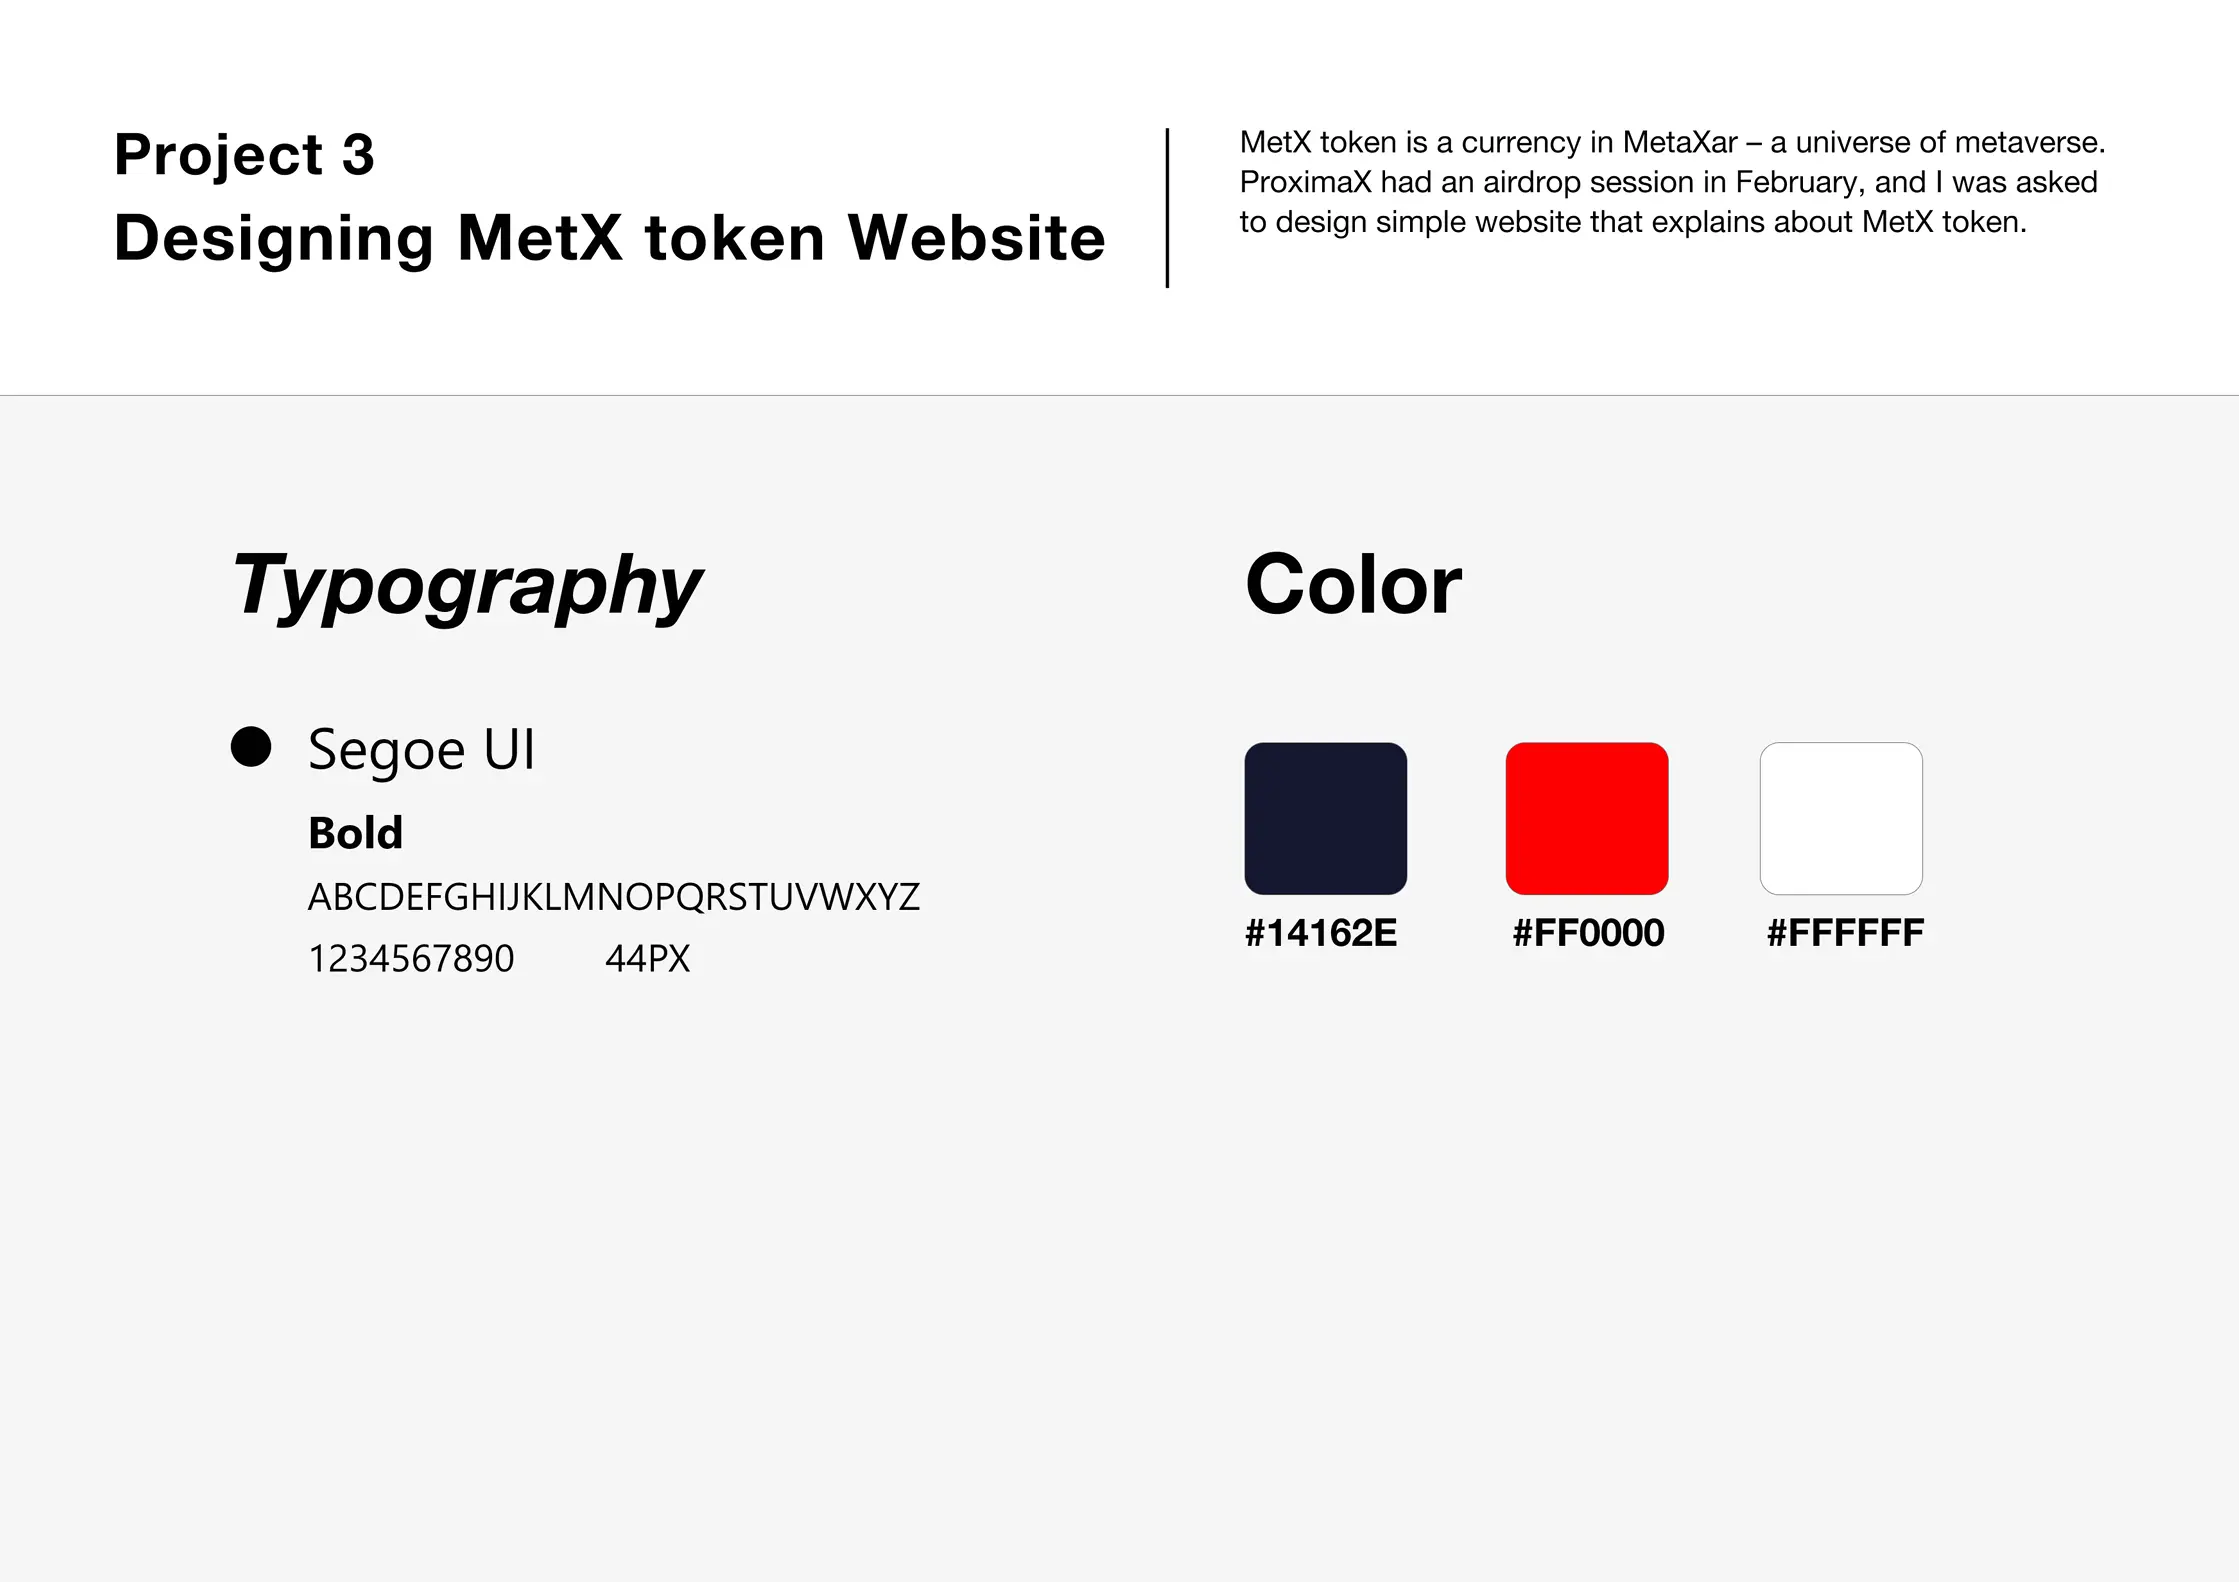 Project 3
Designing MetX token Website
MetX token is a currency in MetaXar – a universe of metaverse.
ProximaX had an airdrop session in February, and I was asked
to design simple website that explains about MetX token.
Typography
Segoe UI
Bold
ABCDEFGHIJKLMNOPQRSTUVWXYZ
1234567890 44PX
Color
#14162E #FF0000 #FFFFFF